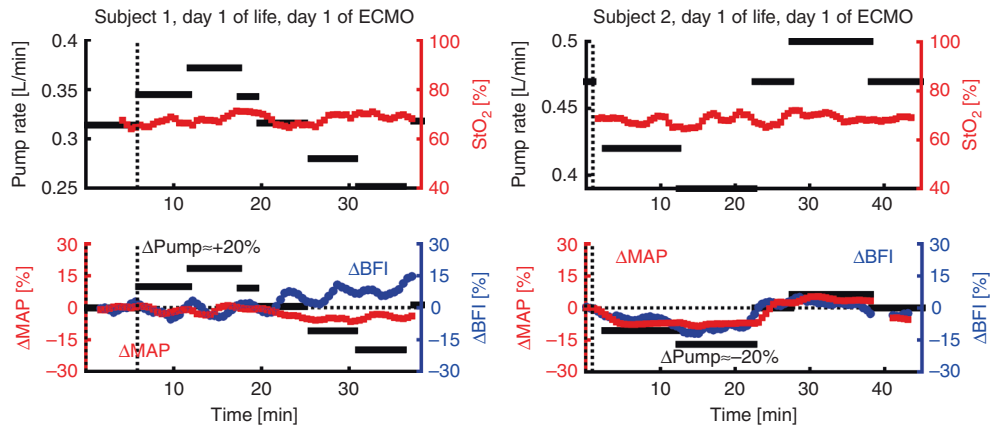 Subject 1, day 1 of life, day 1 of ECMO
Pump rate [L/min]
0.4
0.35
0.3
0.25
10
20
30
100
80
60
40
StO2 [%]
Subject 2, day 1 of life, day 1 of ECMO
Pump rate [L/min]
0.5
0.45
0.4
10
20
30
40
100
80
60
40
StO2 [%]
ΔMAP [%]
30
15
0
−15
−30
ΔPump≈+20%
ΔBFI
ΔMAP
10
20
30
Time [min]
30
15
0
−15
−30
ΔBFI [%]
ΔMAP [%]
30
15
0
−15
−30
ΔMAP
ΔBFI
ΔPump≈−20%
10
20
30
40
Time [min]
30
15
0
−15
−30
ΔBFI [%]